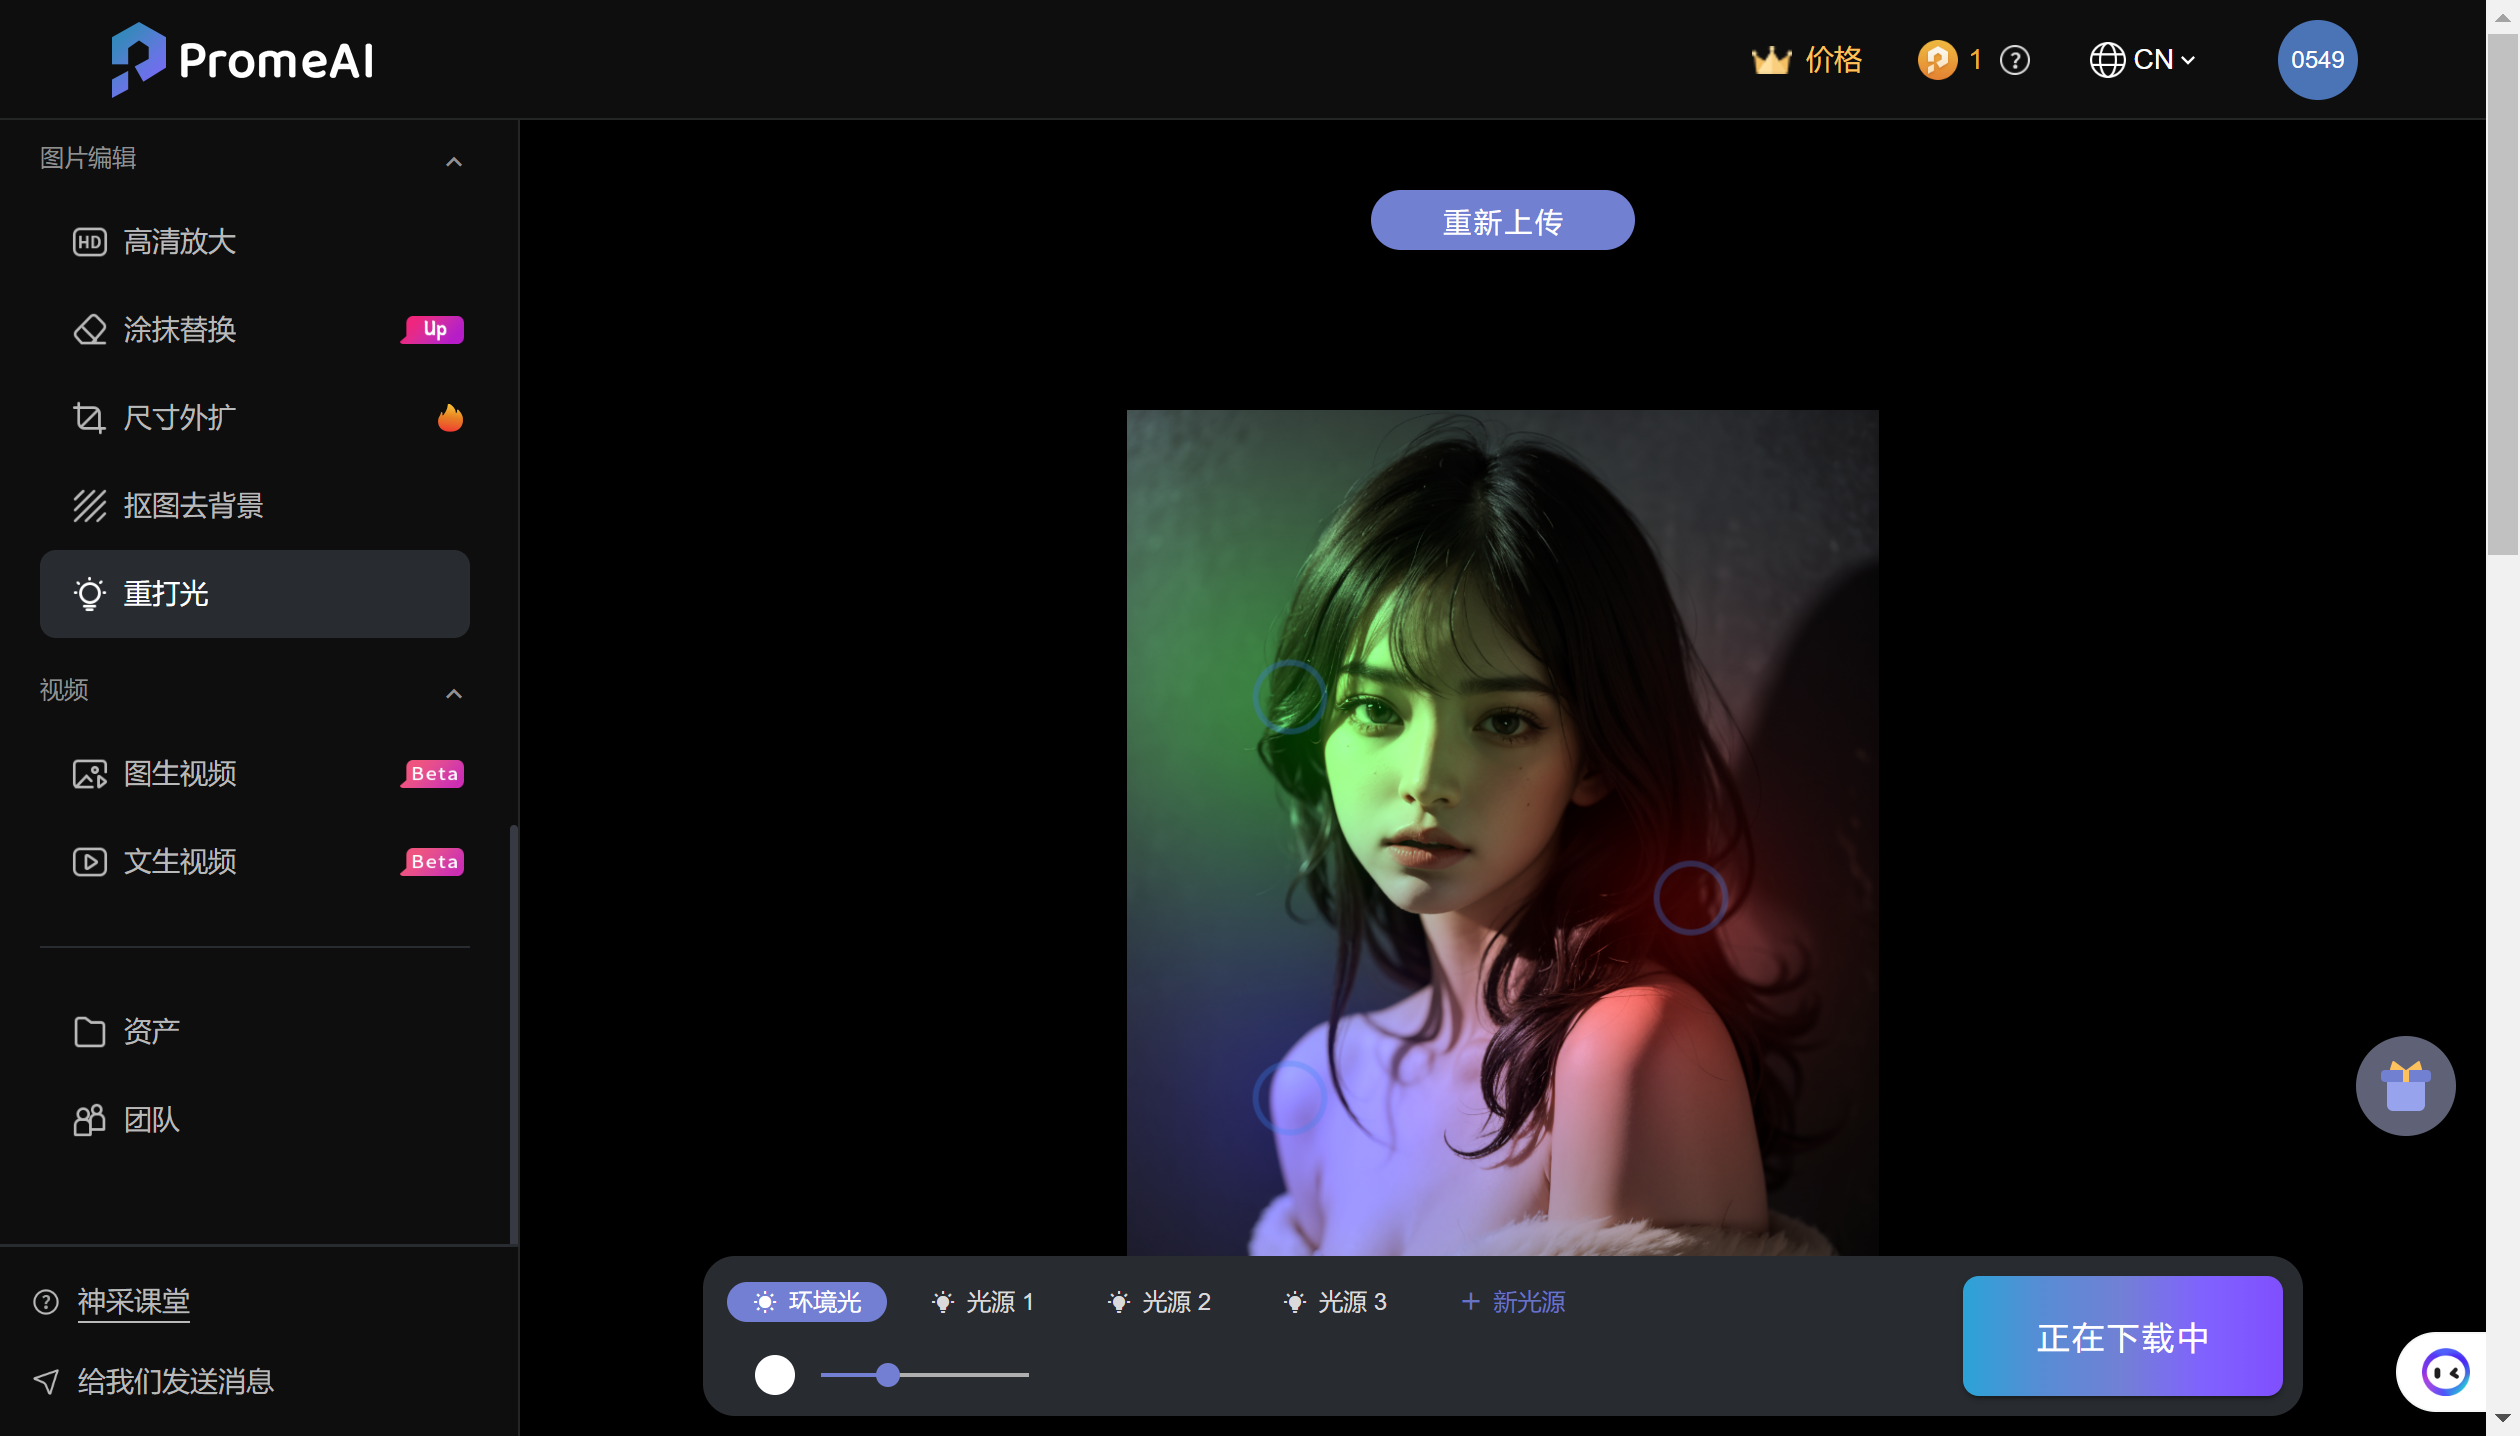 PromeAI
价格
1
CN
0549
图片编辑
HD 高清放大
涂抹替换 Up
尺寸外扩
抠图去背景
重打光
视频
图生视频 Beta
文生视频 Beta
资产
团队
神采课堂
给我们发送消息
重新上传
环境光 光源 1 光源 2 光源 3 + 新光源
正在下载中